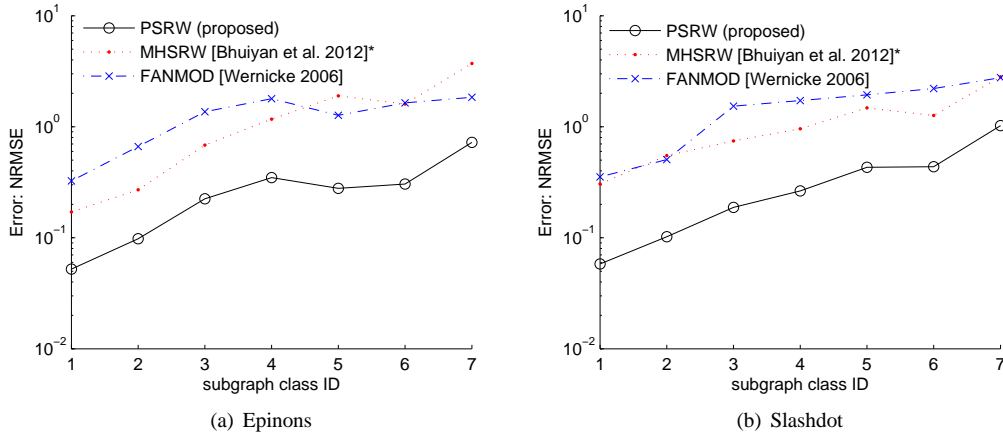 10^1
10^0
10^−1
10^−2
Error: NRMSE
PSRW (proposed)
MHSRW [Bhuiyan et al. 2012]*
FANMOD [Wernicke 2006]
1 2 3 4 5 6 7
subgraph class ID
(a) Epinons
10^1
10^0
10^−1
10^−2
Error: NRMSE
PSRW (proposed)
MHSRW [Bhuiyan et al. 2012]*
FANMOD [Wernicke 2006]
1 2 3 4 5 6 7
subgraph class ID
(b) Slashdot